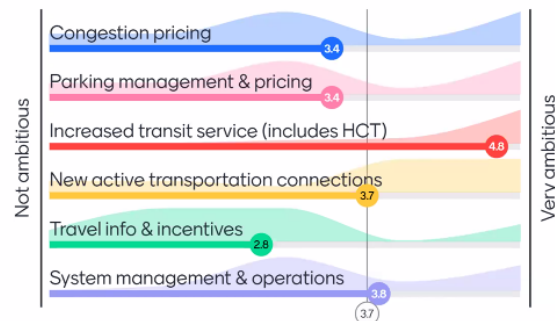 Congestion pricing
3.4
Parking management & pricing
3.4
Increased transit service (includes HCT)
4.8
New active transportation connections
3.7
Travel info & incentives
2.8
System management & operations
3.8
3.7
Not ambitious
Very ambitious